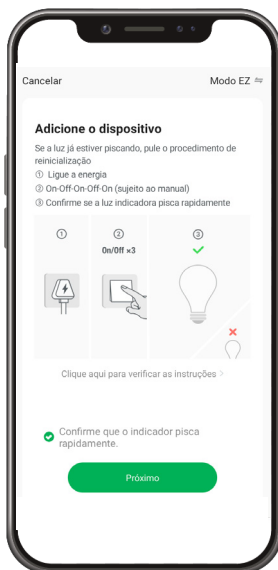 Cancelar Modo EZ ⇋
Adicione o dispositivo
Se a luz já estiver piscando, pule o procedimento de
reinicialização
① Ligue a energia
② On-Off-On-Off-On (sujeito ao manual)
③ Confirme se a luz indicadora pisca rapidamente
① ② ③
On/Off ×3
Clique aqui para verificar as instruções >
Confirme que o indicador pisca
rapidamente.
Próximo